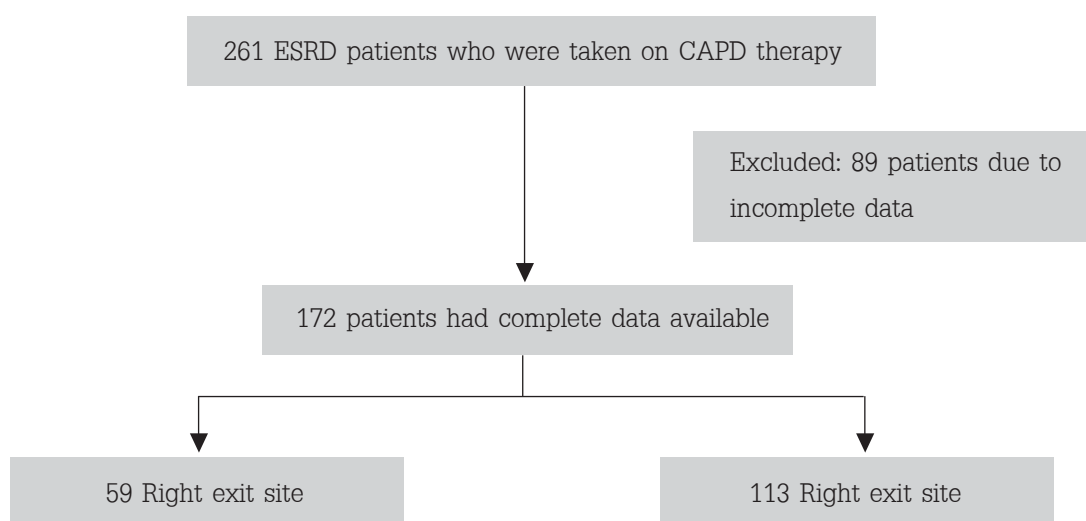 261 ESRD patients who were taken on CAPD therapy
Excluded: 89 patients due to
incomplete data
172 patients had complete data available
59 Right exit site
113 Right exit site